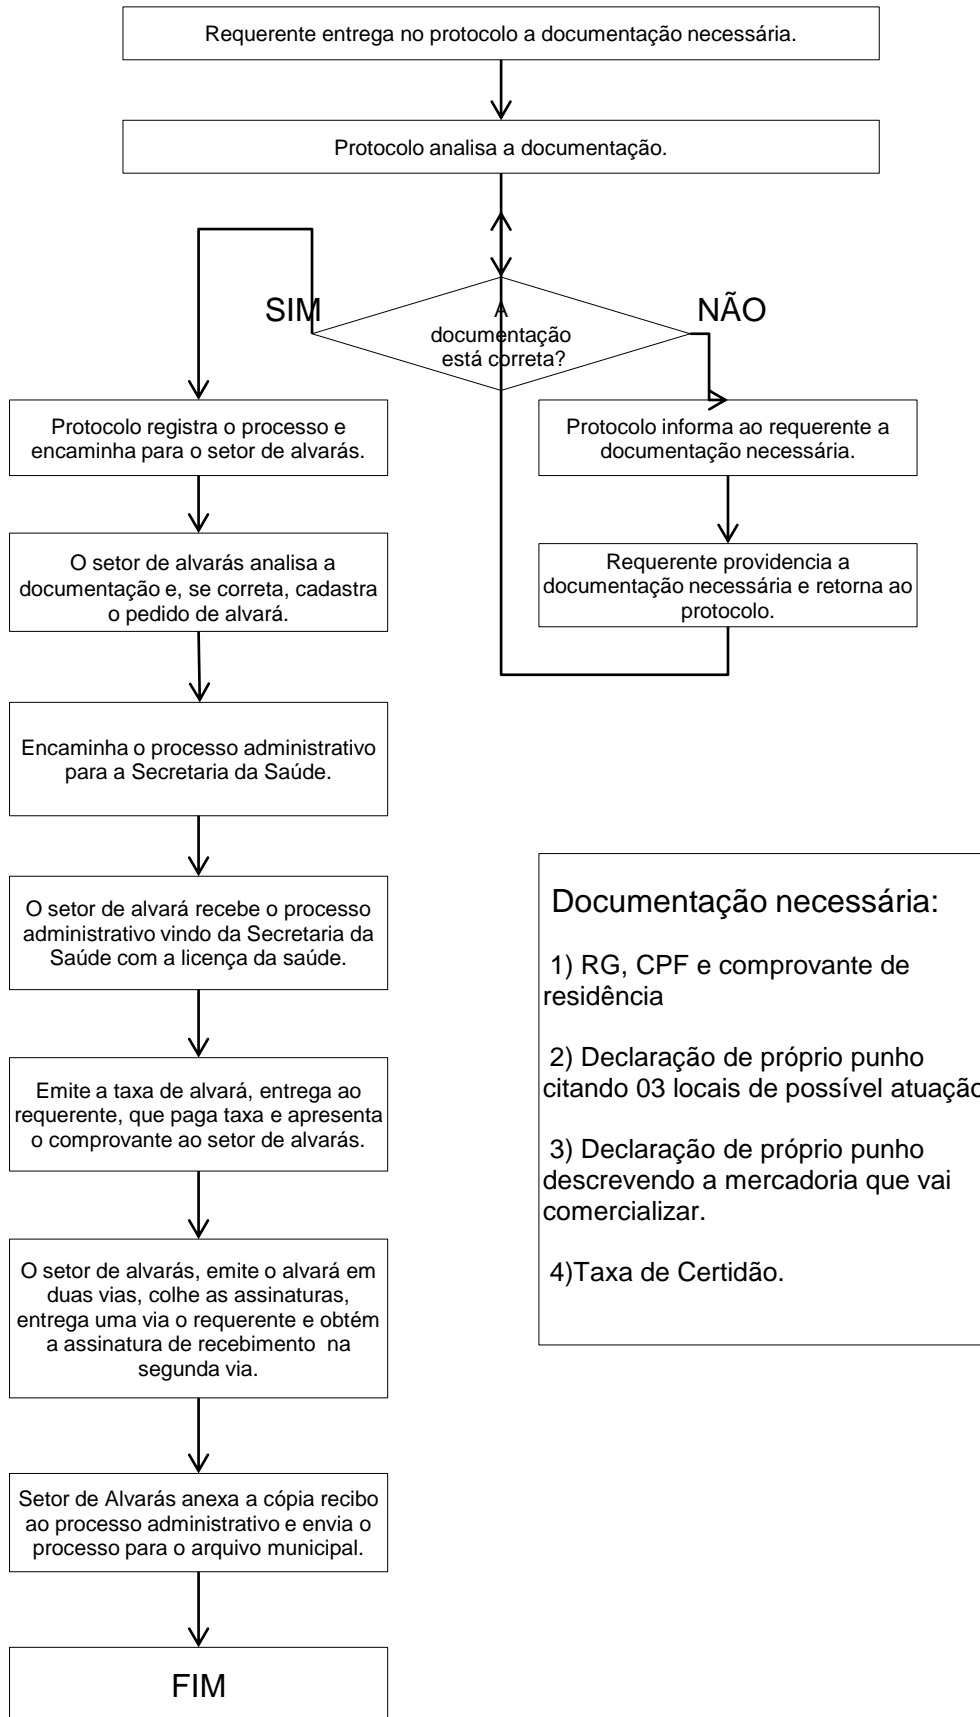 Requerente entrega no protocolo a documentação necessária.
Protocolo analisa a documentação.
SIM
A
documentação
está correta?
NÃO
Protocolo registra o processo e
encaminha para o setor de alvarás.
Protocolo informa ao requerente a
documentação necessária.
O setor de alvarás analisa a
documentação e, se correta, cadastra
o pedido de alvará.
Requerente providencia a
documentação necessária e retorna ao
protocolo.
Encaminha o processo administrativo
para a Secretaria da Saúde.
O setor de alvará recebe o processo
administrativo vindo da Secretaria da
Saúde com a licença da saúde.
Emite a taxa de alvará, entrega ao
requerente, que paga taxa e apresenta
o comprovante ao setor de alvarás.
O setor de alvarás, emite o alvará em
duas vias, colhe as assinaturas,
entrega uma via o requerente e obtém
a assinatura de recebimento na
segunda via.
Setor de Alvarás anexa a cópia recibo
ao processo administrativo e envia o
processo para o arquivo municipal.
FIM
Documentação necessária:
1) RG, CPF e comprovante de
residência
2) Declaração de próprio punho
citando 03 locais de possível atuação
3) Declaração de próprio punho
descrevendo a mercadoria que vai
comercializar.
4)Taxa de Certidão.